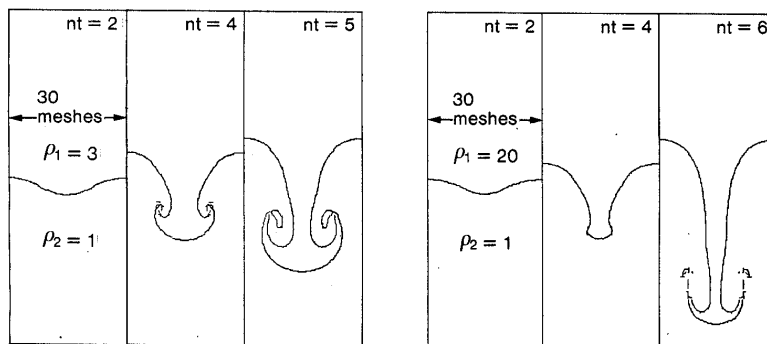 nt = 2
nt = 4
nt = 5
30
meshes
ρ₁ = 3
ρ₂ = 1
nt = 2
nt = 4
nt = 6
30
meshes
ρ₁ = 20
ρ₂ = 1